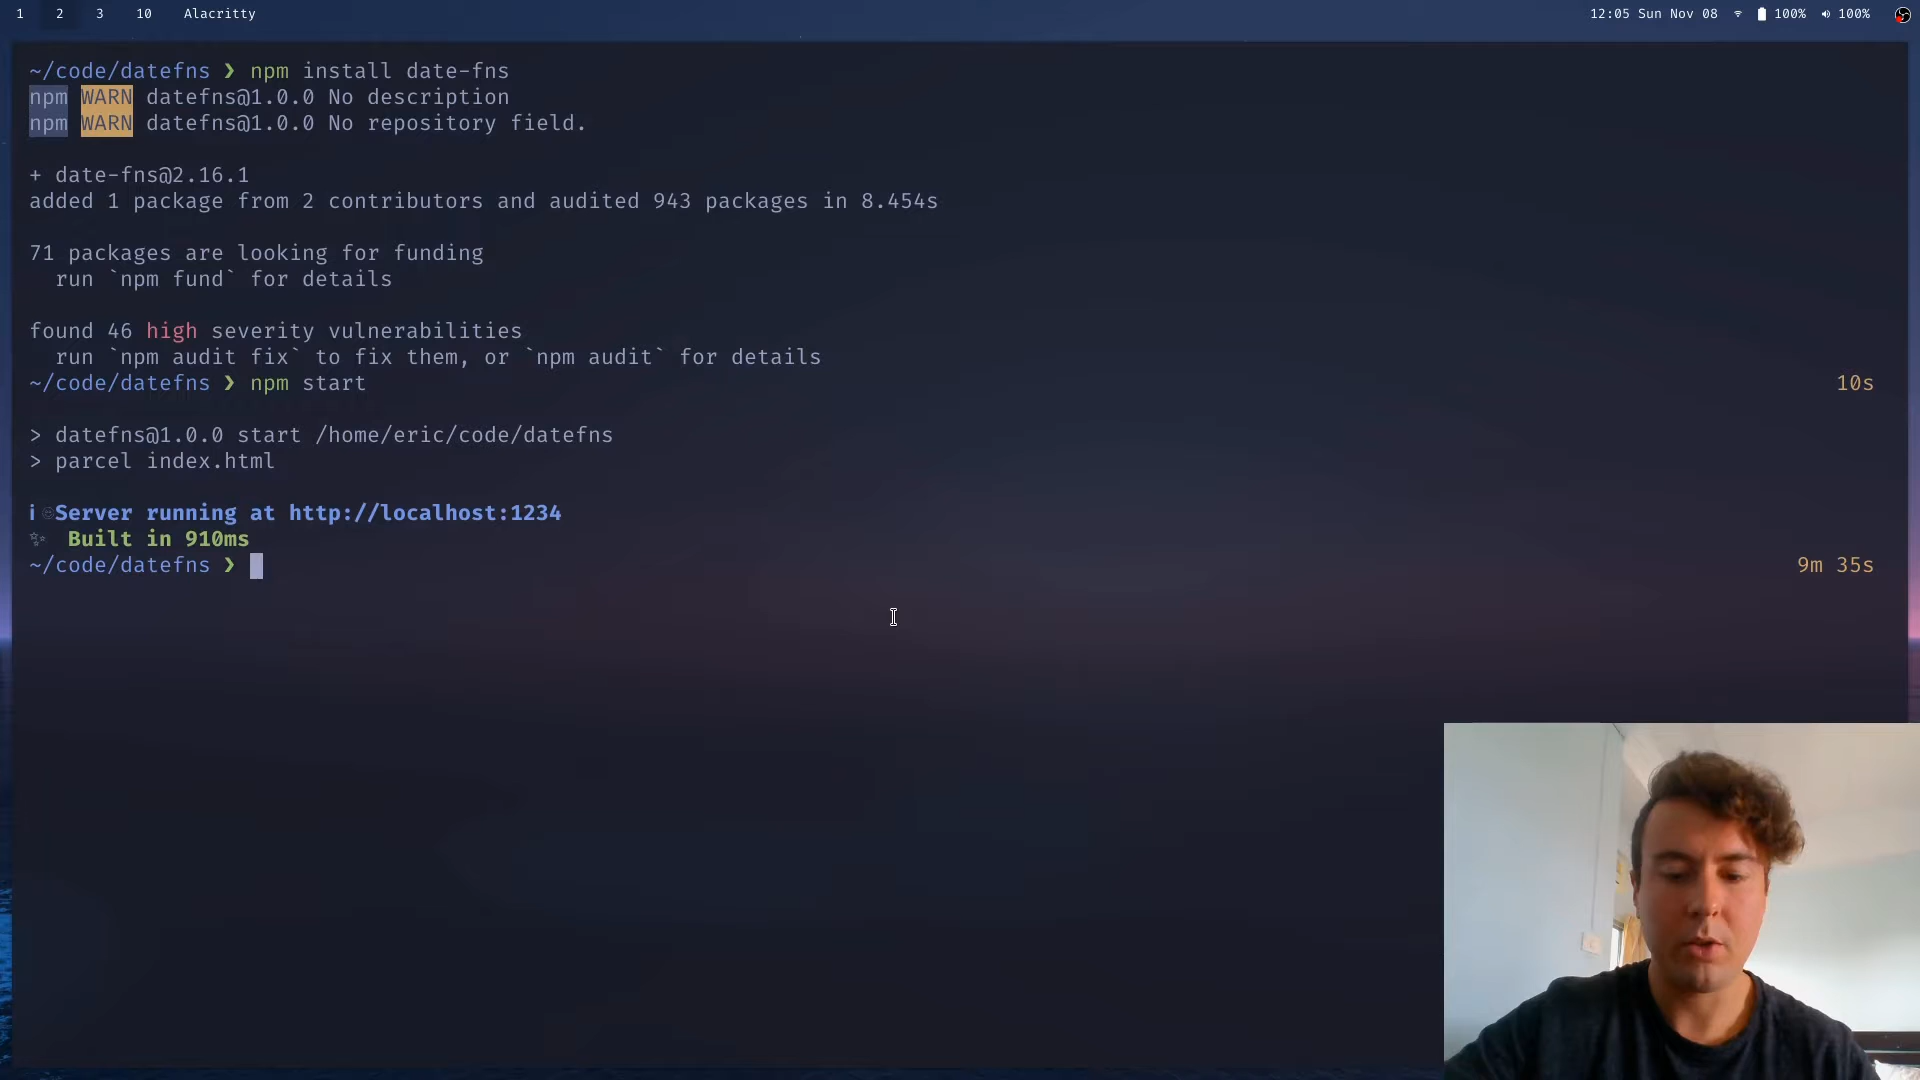 1 2 3 10 Alacritty 12:05 Sun Nov 08 100% 100%
~/code/datefns ❯ npm install date-fns
npm WARN datefns@1.0.0 No description
npm WARN datefns@1.0.0 No repository field.
+ date-fns@2.16.1
added 1 package from 2 contributors and audited 943 packages in 8.454s
71 packages are looking for funding
run `npm fund` for details
found 46 high severity vulnerabilities
run `npm audit fix` to fix them, or `npm audit` for details
~/code/datefns ❯ npm start 10s
> datefns@1.0.0 start /home/eric/code/datefns
> parcel index.html
ℹ Server running at http://localhost:1234
✨ Built in 910ms
~/code/datefns ❯ 9m 35s